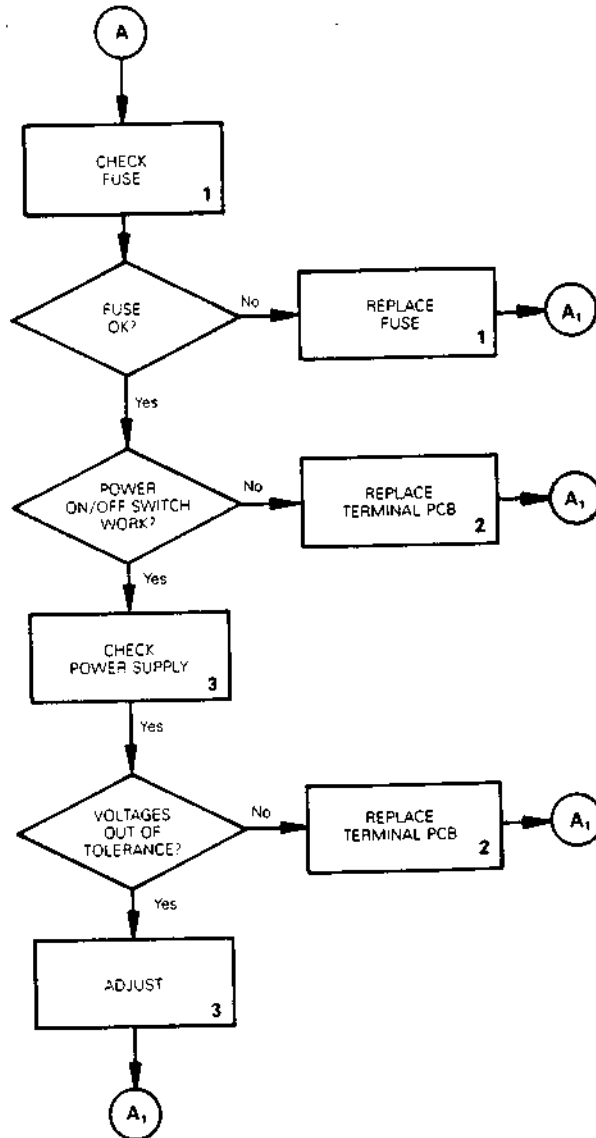 A
CHECK
FUSE
1
FUSE
OK?
No
REPLACE
FUSE
1
A₁
Yes
POWER
ON/OFF SWITCH
WORK?
No
REPLACE
TERMINAL PCB
2
A₁
Yes
CHECK
POWER SUPPLY
3
Yes
VOLTAGES
OUT OF
TOLERANCE?
No
REPLACE
TERMINAL PCB
2
A₁
Yes
ADJUST
3
A₁